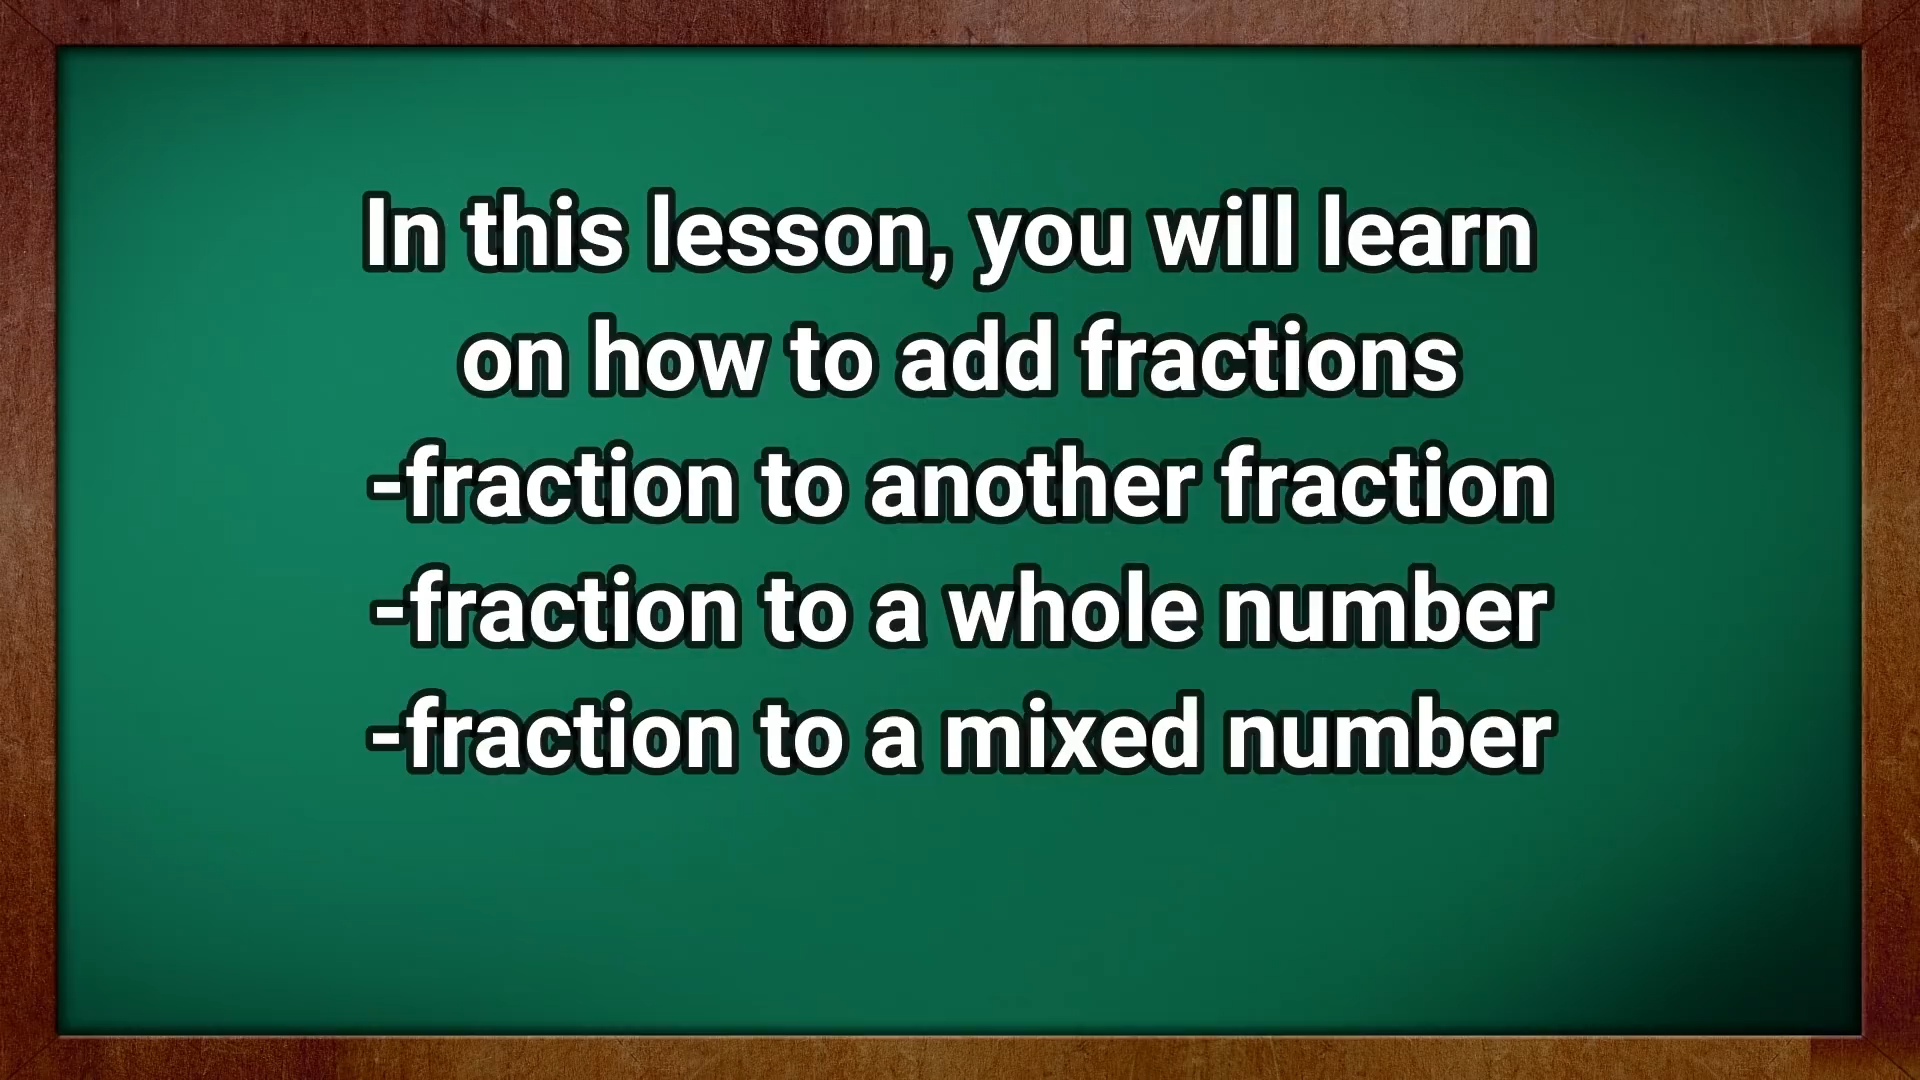 In this lesson, you will learn
on how to add fractions
-fraction to another fraction
-fraction to a whole number
-fraction to a mixed number